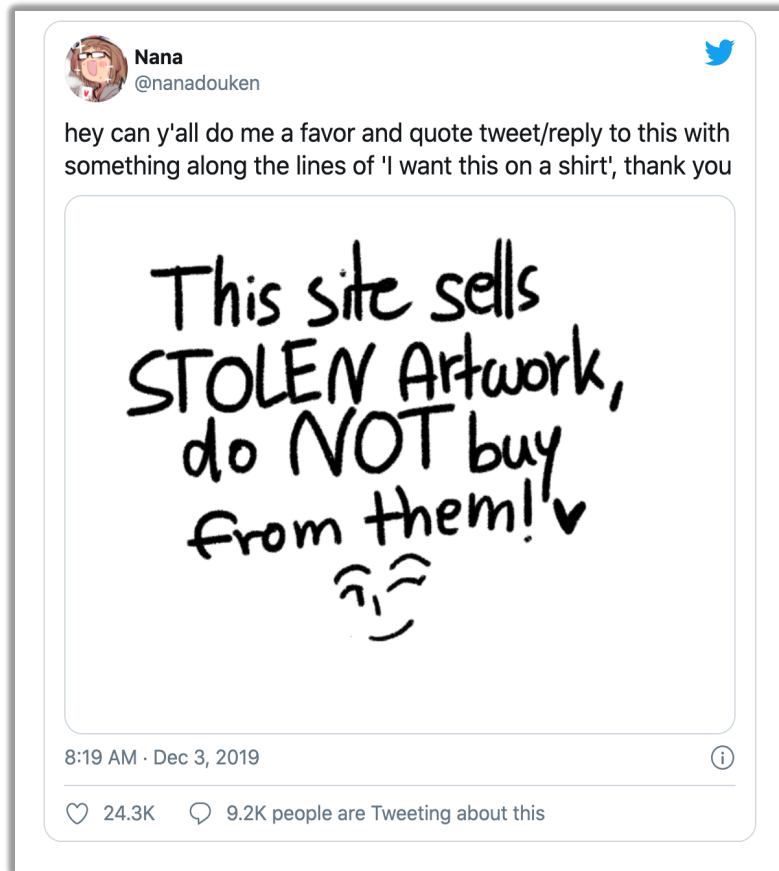 Nana
@nanadouken
hey can y'all do me a favor and quote tweet/reply to this with
something along the lines of 'I want this on a shirt', thank you
This site sells
STOLEN Artwork,
do NOT buy
from them!
8:19 AM · Dec 3, 2019
24.3K 9.2K people are Tweeting about this